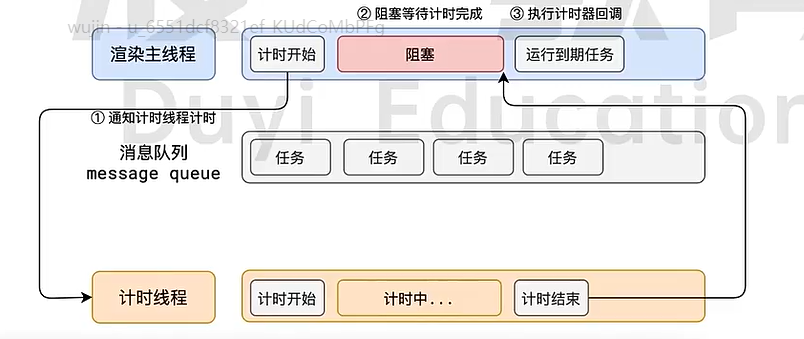 wujin - u_6551dcf8321ef_KUdCoMbPFq
② 阻塞等待计时完成
③ 执行计时器回调
渲染主线程
计时开始
阻塞
运行到期任务
① 通知计时线程计时
Duyi Education
消息队列
message queue
任务
任务
任务
任务
计时线程
计时开始
计时中...
计时结束